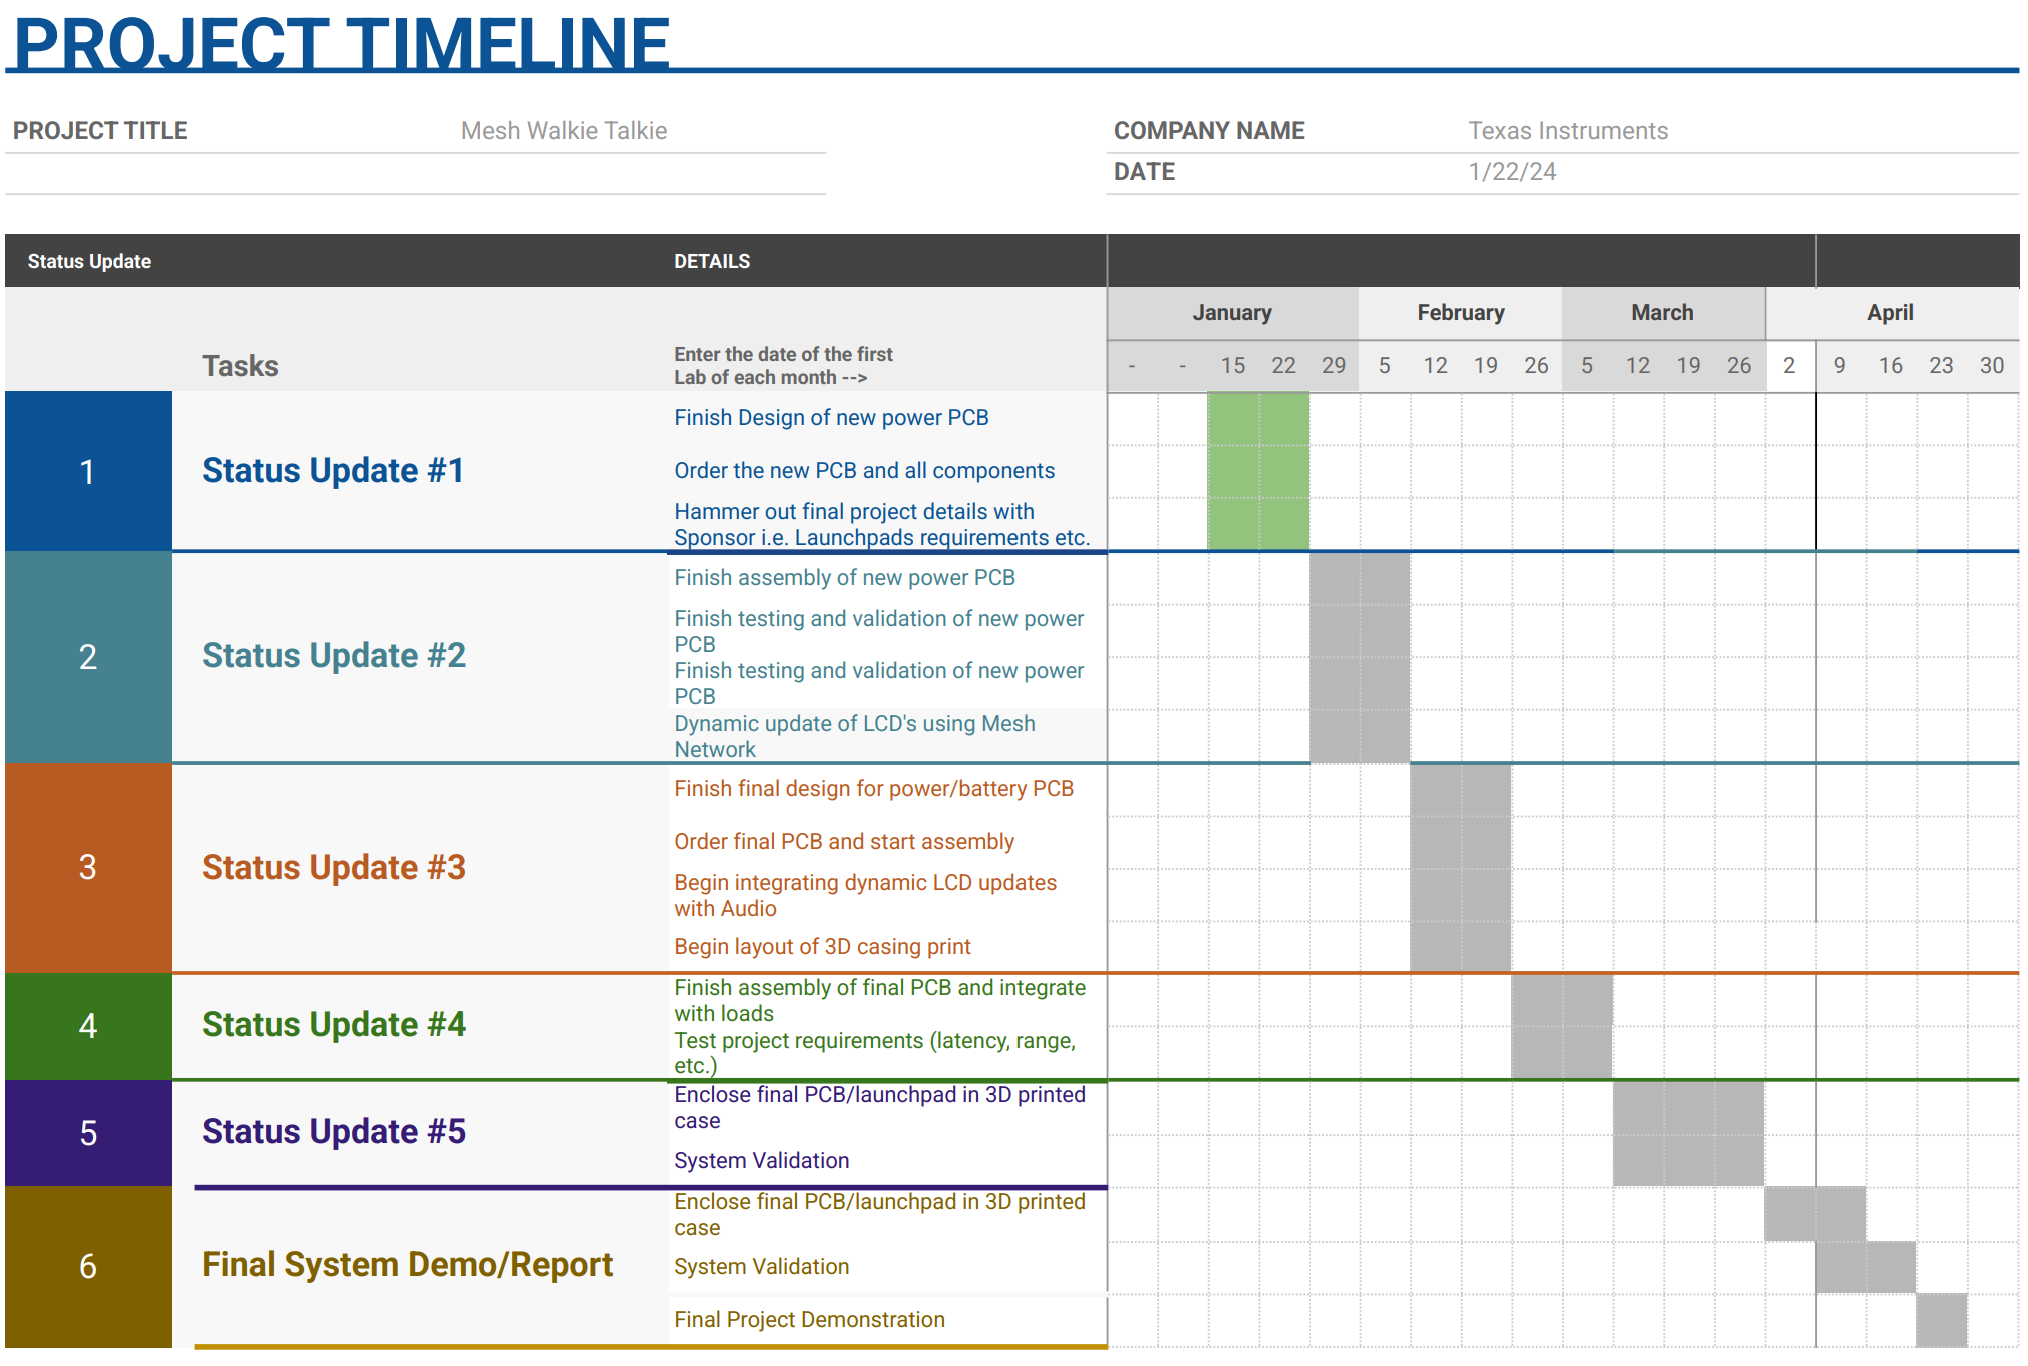 PROJECT TIMELINE
PROJECT TITLE Mesh Walkie Talkie COMPANY NAME Texas Instruments
DATE 1/22/24
Status Update DETAILS
January February March April
Tasks
Enter the date of the first
Lab of each month -->
- - 15 22 29 5 12 19 26 5 12 19 26 2 9 16 23 30
1
Status Update #1
Finish Design of new power PCB
Order the new PCB and all components
Hammer out final project details with
Sponsor i.e. Launchpads requirements etc.
2
Status Update #2
Finish assembly of new power PCB
Finish testing and validation of new power
PCB
Finish testing and validation of new power
PCB
Dynamic update of LCD's using Mesh
Network
3
Status Update #3
Finish final design for power/battery PCB
Order final PCB and start assembly
Begin integrating dynamic LCD updates
with Audio
Begin layout of 3D casing print
4
Status Update #4
Finish assembly of final PCB and integrate
with loads
Test project requirements (latency, range,
etc.)
5
Status Update #5
Enclose final PCB/launchpad in 3D printed
case
System Validation
6
Final System Demo/Report
Enclose final PCB/launchpad in 3D printed
case
System Validation
Final Project Demonstration